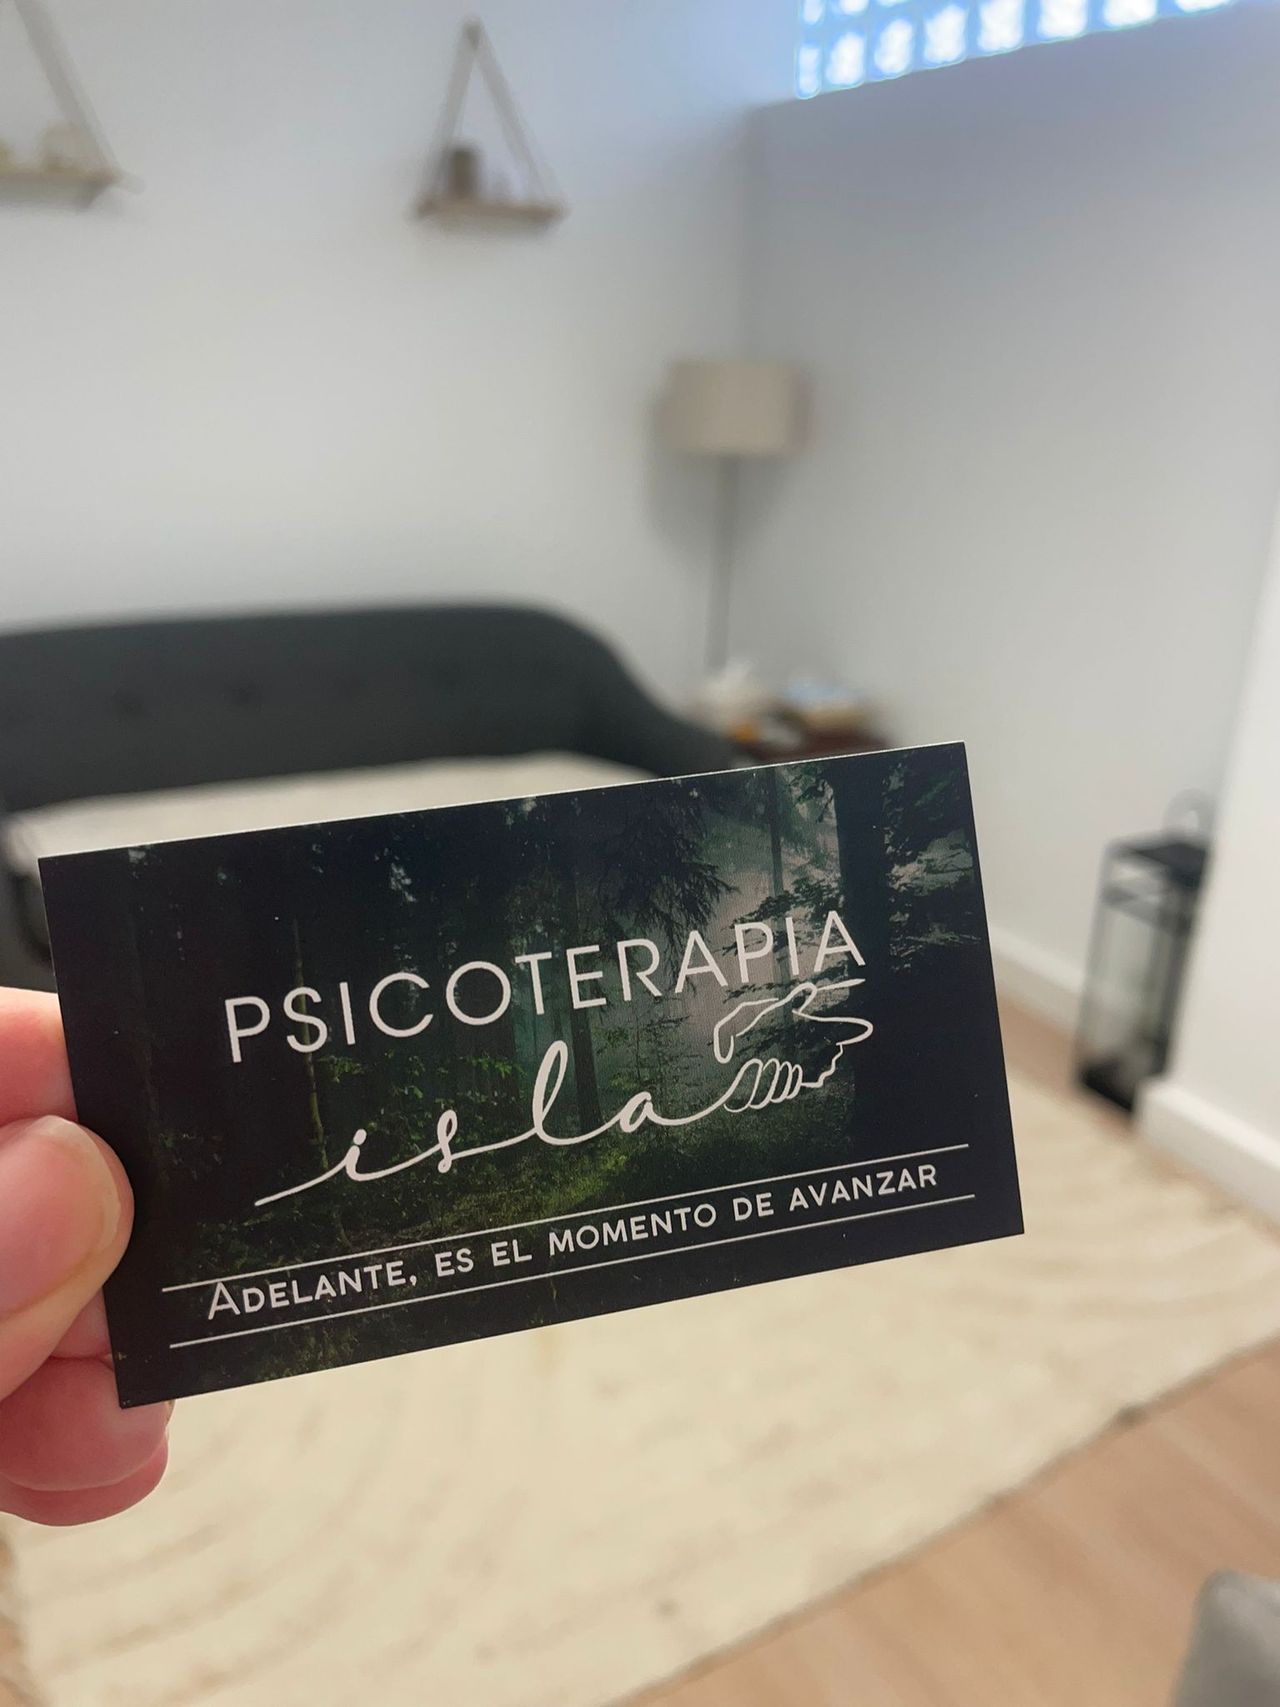 PSICOTERAPIA
isla
ADELANTE, ES EL MOMENTO DE AVANZAR